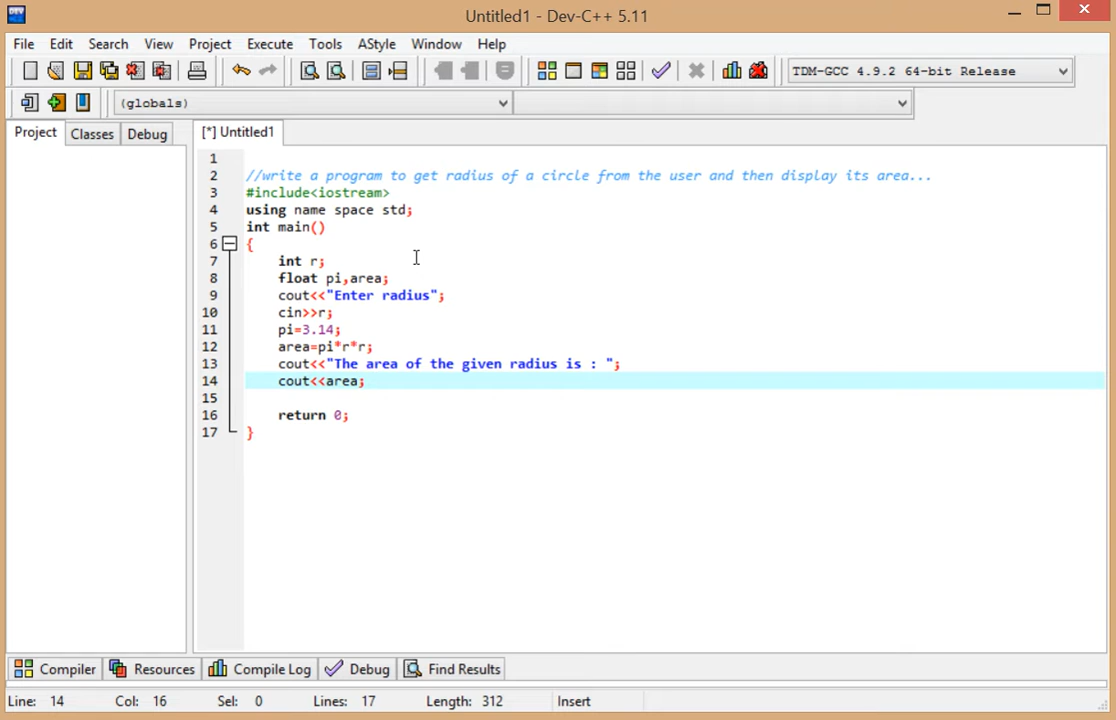 Untitled1 - Dev-C++ 5.11
File Edit Search View Project Execute Tools AStyle Window Help
TDM-GCC 4.9.2 64-bit Release
(globals)
Project Classes Debug [*] Untitled1
1
2 //write a program to get radius of a circle from the user and then display its area...
3 #include<iostream>
4 using name space std;
5 int main()
6 {
7 int r;
8 float pi,area;
9 cout<<"Enter radius";
10 cin>>r;
11 pi=3.14;
12 area=pi*r*r;
13 cout<<"The area of the given radius is : ";
14 cout<<area;
15
16 return 0;
17 }
Compiler Resources Compile Log Debug Find Results
Line: 14 Col: 16 Sel: 0 Lines: 17 Length: 312 Insert